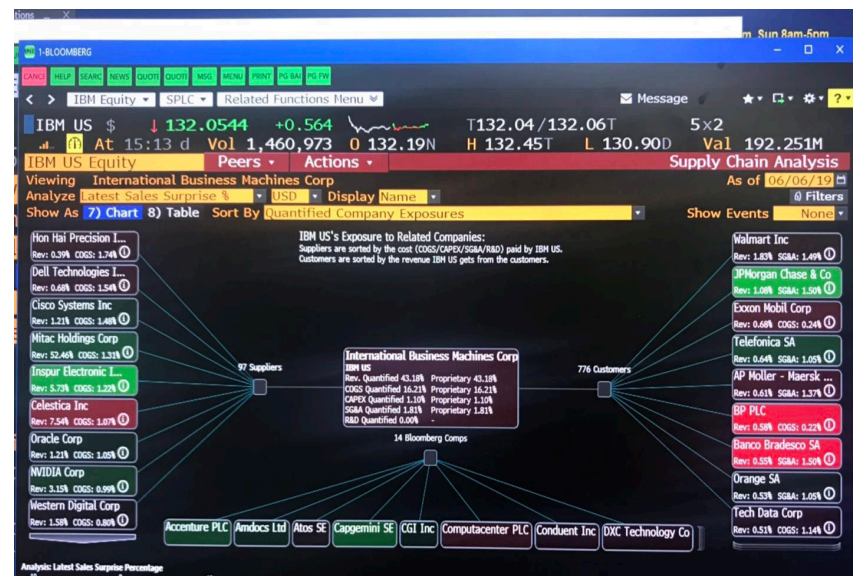 tions
m, Sun 8am-5pm
1-BLOOMBERG
CANCL HELP SEARC NEWS QUOTE QUOTE MSG MENU PRINT PG BAI PG FW
< > IBM Equity SPLC Related Functions Menu Message ?
IBM US $ 132.0544 +0.564 T132.04/132.06T 5×2
At 15:13 d Vol 1,460,973 O 132.19N H 132.45T L 130.90D Val 192.251M
IBM US Equity Peers Actions Supply Chain Analysis
Viewing International Business Machines Corp As of 06/06/19
Analyze Latest Sales Surprise % USD Display Name Filters
Show As 7) Chart 8) Table Sort By Quantified Company Exposures Show Events None
IBM US's Exposure to Related Companies:
Suppliers are sorted by the cost (COGS/CAPEX/SG&A/R&D) paid by IBM US.
Customers are sorted by the revenue IBM US gets from the customers.
Hon Hai Precision I...
Rev: 0.39% COGS: 1.74%
Dell Technologies I...
Rev: 0.68% COGS: 1.54%
Cisco Systems Inc
Rev: 1.21% COGS: 1.48%
Mitac Holdings Corp
Rev: 52.46% COGS: 1.31%
Inspur Electronic I...
Rev: 5.73% COGS: 1.22%
Celestica Inc
Rev: 7.54% COGS: 1.07%
Oracle Corp
Rev: 1.21% COGS: 1.05%
NVIDIA Corp
Rev: 3.15% COGS: 0.99%
Western Digital Corp
Rev: 1.58% COGS: 0.80%
97 Suppliers
International Business Machines Corp
IBM US
Rev. Quantified 43.18% Proprietary 43.18%
COGS Quantified 16.21% Proprietary 16.21%
CAPEX Quantified 1.10% Proprietary 1.10%
SG&A Quantified 1.81% Proprietary 1.81%
R&D Quantified 0.00% -
776 Customers
14 Bloomberg Comps
Walmart Inc
Rev: 1.83% SG&A: 1.49%
JPMorgan Chase & Co
Rev: 1.08% SG&A: 1.50%
Exxon Mobil Corp
Rev: 0.68% COGS: 0.24%
Telefonica SA
Rev: 0.64% SG&A: 1.05%
AP Moller - Maersk ...
Rev: 0.61% SG&A: 1.37%
BP PLC
Rev: 0.58% COGS: 0.22%
Banco Bradesco SA
Rev: 0.55% SG&A: 1.50%
Orange SA
Rev: 0.53% SG&A: 1.05%
Tech Data Corp
Rev: 0.51% COGS: 1.14%
Accenture PLC Amdocs Ltd Atos SE Capgemini SE CGI Inc Computacenter PLC Conduent Inc DXC Technology Co
Analysis: Latest Sales Surprise Percentage